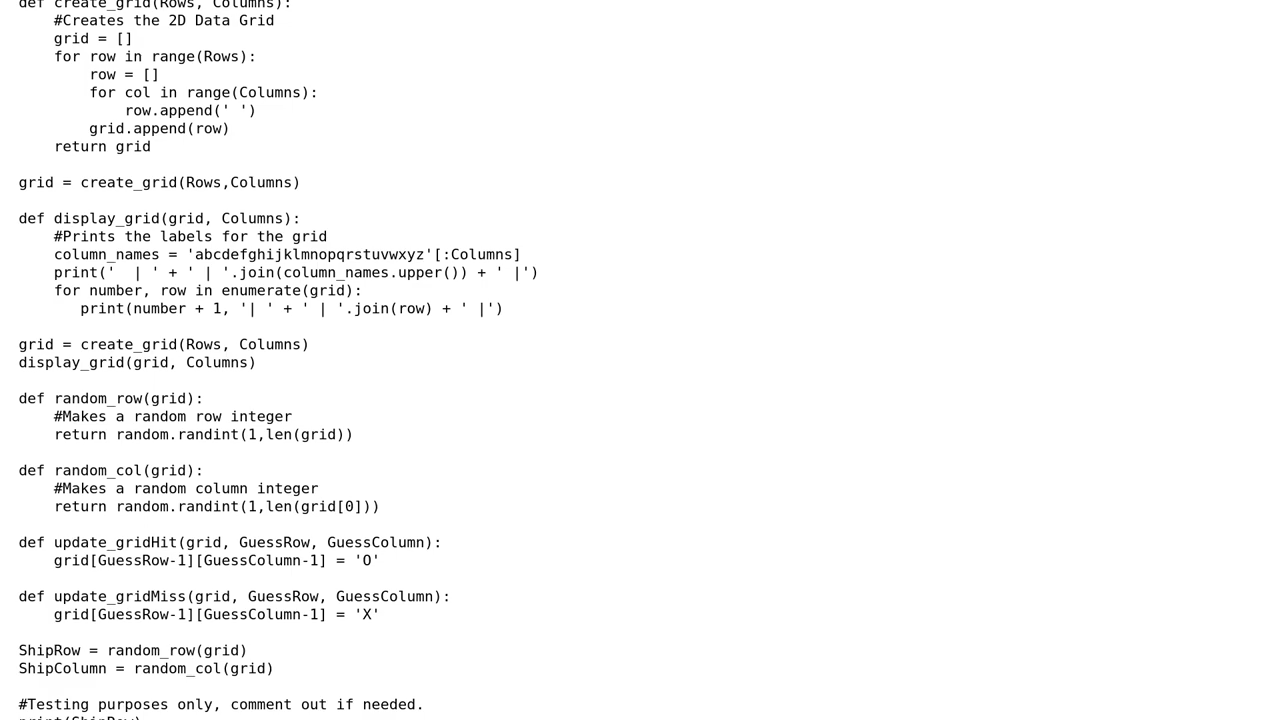 def create_grid(Rows, Columns):
    #Creates the 2D Data Grid
    grid = []
    for row in range(Rows):
        row = []
        for col in range(Columns):
            row.append(' ')
        grid.append(row)
    return grid

grid = create_grid(Rows,Columns)

def display_grid(grid, Columns):
    #Prints the labels for the grid
    column_names = 'abcdefghijklmnopqrstuvwxyz'[:Columns]
    print('  | ' + ' | '.join(column_names.upper()) + ' |')
    for number, row in enumerate(grid):
       print(number + 1, '| ' + ' | '.join(row) + ' |')

grid = create_grid(Rows, Columns)
display_grid(grid, Columns)

def random_row(grid):
    #Makes a random row integer
    return random.randint(1,len(grid))

def random_col(grid):
    #Makes a random column integer
    return random.randint(1,len(grid[0]))

def update_gridHit(grid, GuessRow, GuessColumn):
    grid[GuessRow-1][GuessColumn-1] = 'O'

def update_gridMiss(grid, GuessRow, GuessColumn):
    grid[GuessRow-1][GuessColumn-1] = 'X'

ShipRow = random_row(grid)
ShipColumn = random_col(grid)

#Testing purposes only, comment out if needed.
print(ShipRow)